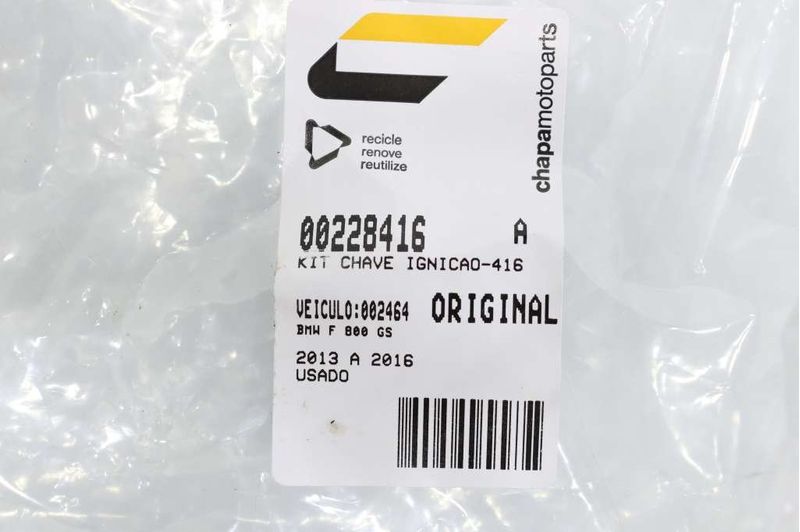 chapamotoparts
recicle
renove
reutilize
00228416 A
KIT CHAVE IGNICAO-416
VEICULO:002464 ORIGINAL
BMW F 800 GS
2013 A 2016
USADO